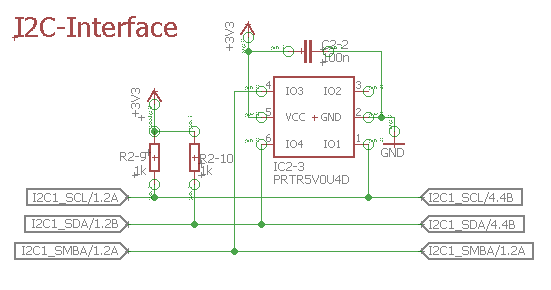 I2C-Interface
+3V3
C2-2
100n
+3V3
4 IO3 IO2 3
5 VCC + GND 2
6 IO4 IO1 1
GND
R2-9
1k
R2-10
1k
IC2-3
PRTR5V0U4D
I2C1_SCL/1.2A
I2C1_SCL/4.4B
I2C1_SDA/1.2B
I2C1_SDA/4.4B
I2C1_SMBA/1.2A
I2C1_SMBA/1.2A